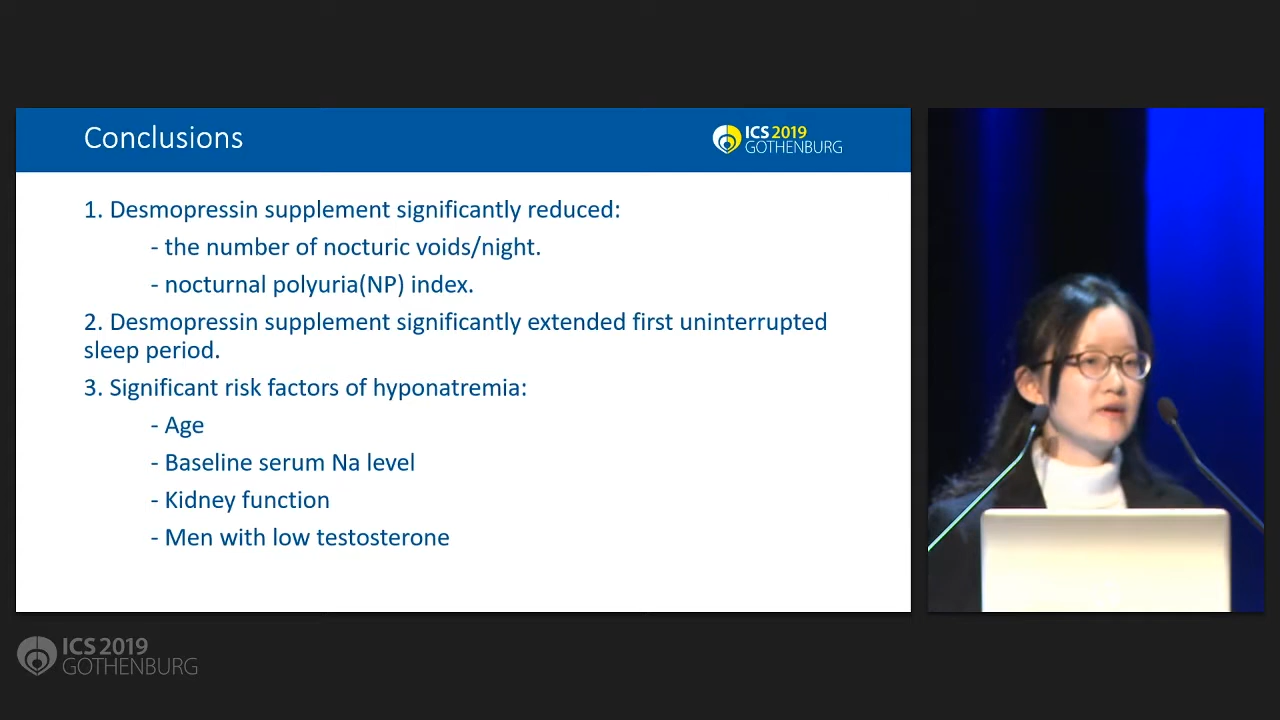 Conclusions
ICS 2019
GOTHENBURG
1. Desmopressin supplement significantly reduced:
- the number of nocturic voids/night.
- nocturnal polyuria(NP) index.
2. Desmopressin supplement significantly extended first uninterrupted
sleep period.
3. Significant risk factors of hyponatremia:
- Age
- Baseline serum Na level
- Kidney function
- Men with low testosterone
ICS 2019
GOTHENBURG